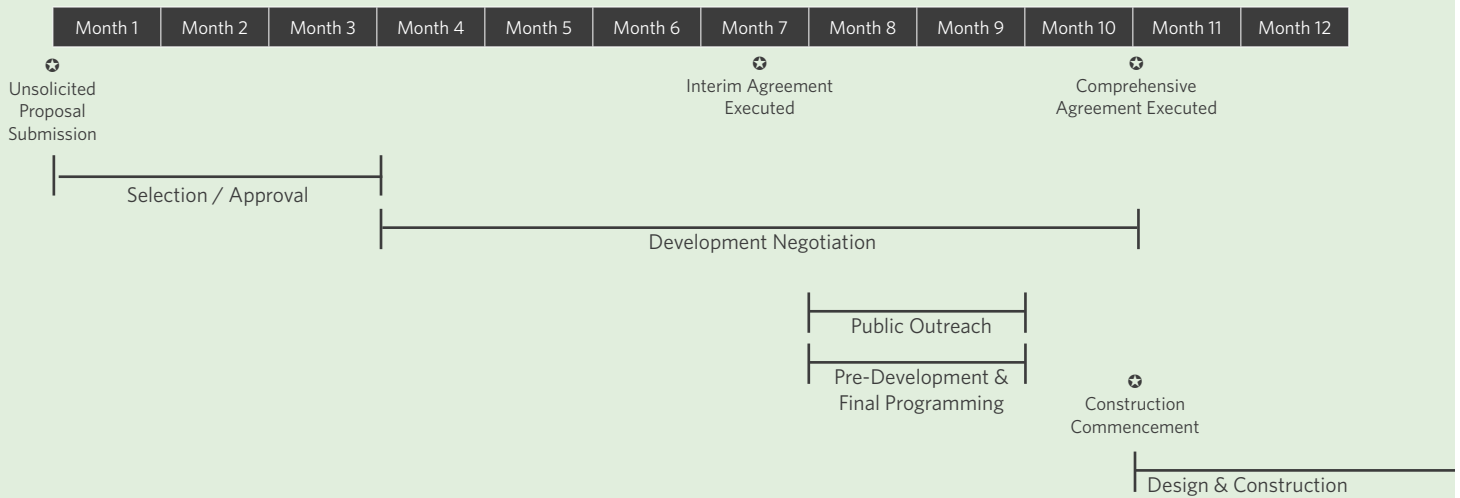 Month 1 Month 2 Month 3 Month 4 Month 5 Month 6 Month 7 Month 8 Month 9 Month 10 Month 11 Month 12
Unsolicited
Proposal
Submission
Interim Agreement
Executed
Comprehensive
Agreement Executed
Selection / Approval
Development Negotiation
Public Outreach
Pre-Development &
Final Programming
Construction
Commencement
Design & Construction